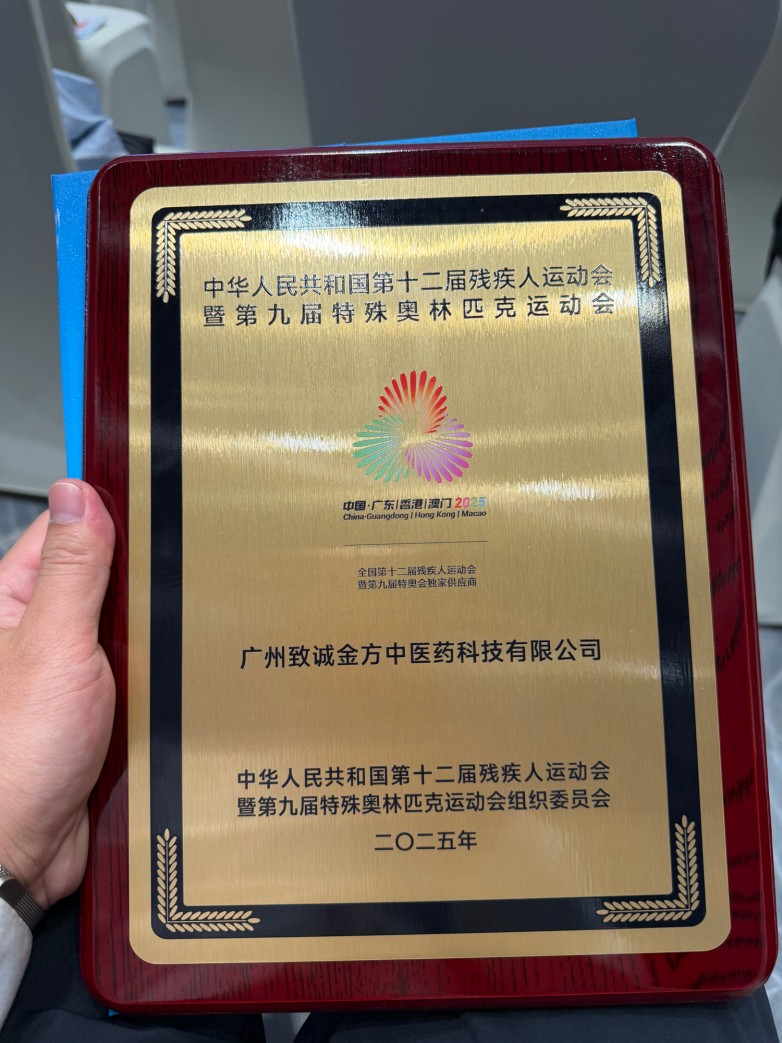 中华人民共和国第十二届残疾人运动会
暨第九届特殊奥林匹克运动会
中国·广东|香港|澳门 2025
China·Guangdong | Hong Kong | Macao
全国第十二届残疾人运动会
暨第九届特奥会独家供应商
广州致诚金方中医药科技有限公司
中华人民共和国第十二届残疾人运动会
暨第九届特殊奥林匹克运动会组织委员会
二〇二五年